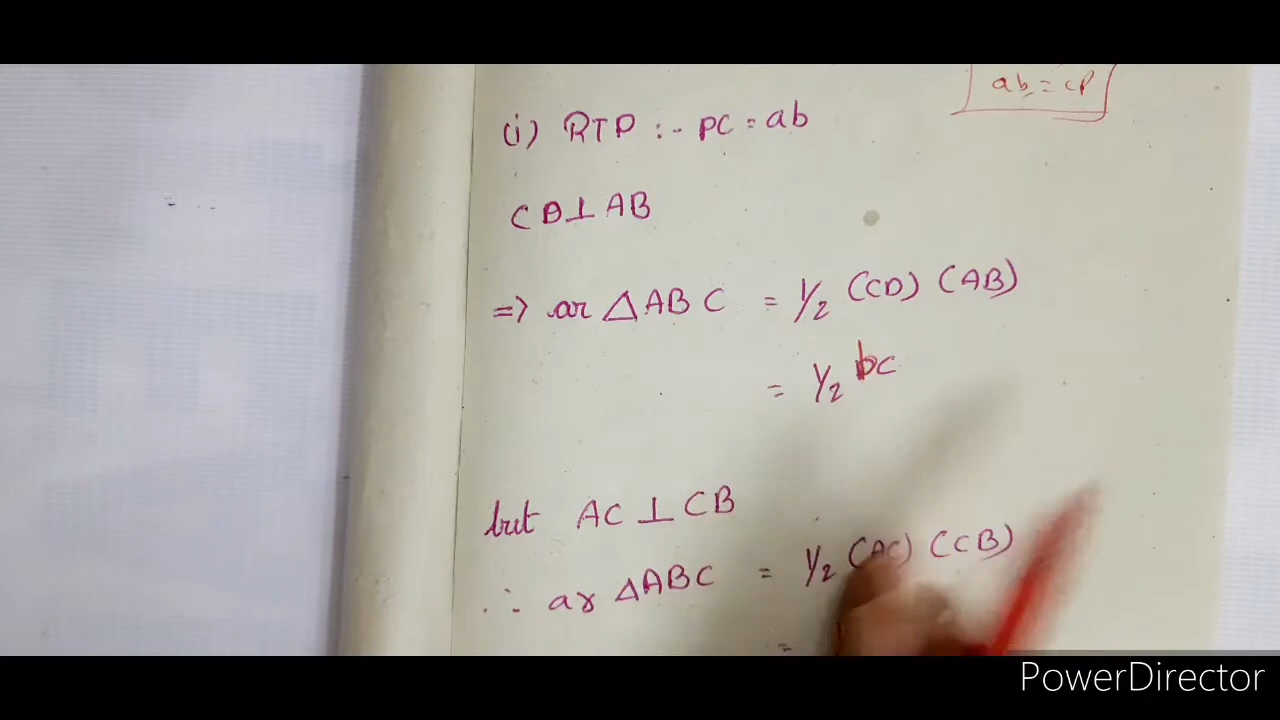 ab = cp
(i) RTP :- pc = ab
CD ⊥ AB
=> ar △ABC = 1/2 (CD) (AB)
= 1/2 bc
but AC ⊥ CB
∴ ar △ABC = 1/2 (AC) (CB)
=
PowerDirector